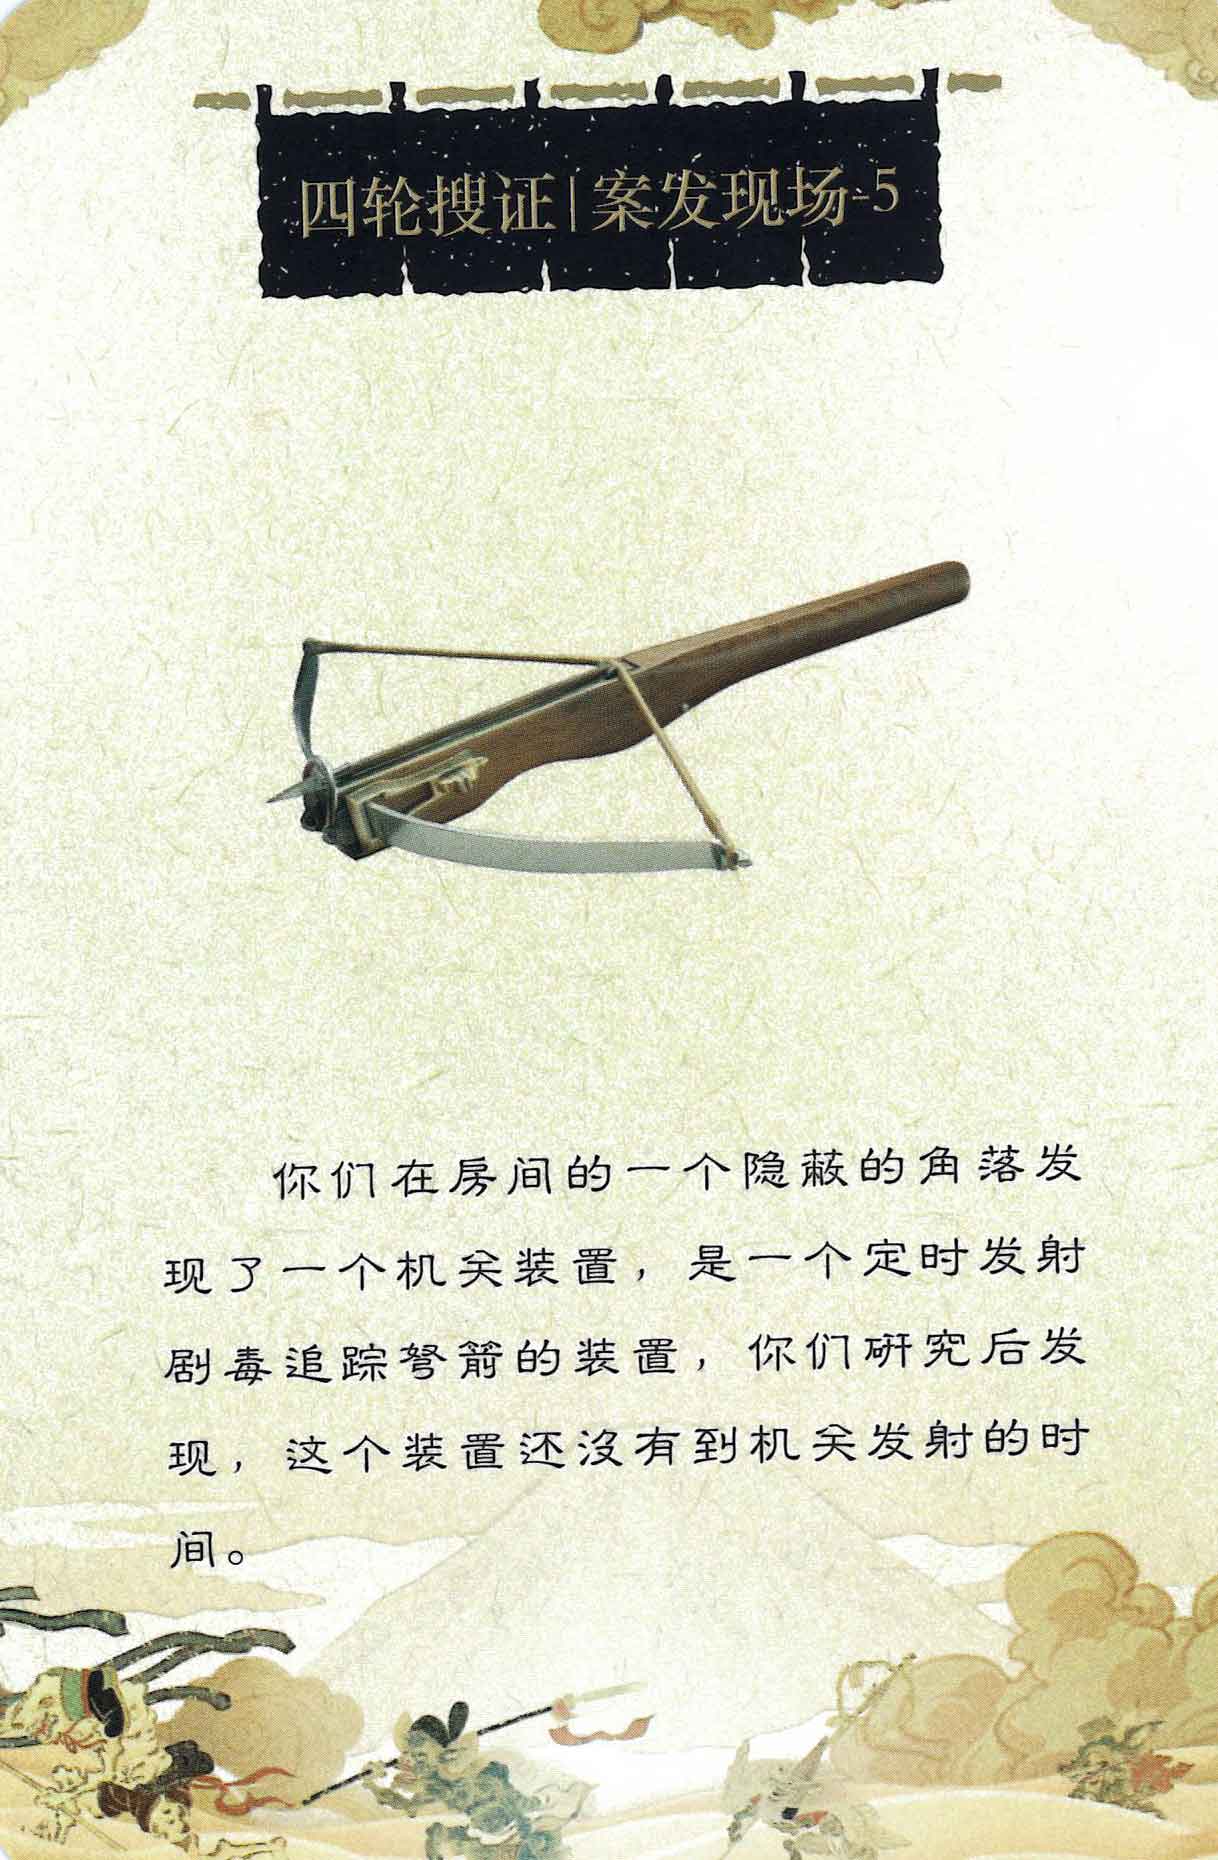 四轮搜证|案发现场-5
你们在房间的一个隐蔽的角落发
现了一个机关装置，是一个定时发射
剧毒追踪弩箭的装置，你们研究后发
现，这个装置还没有到机关发射的时
间。